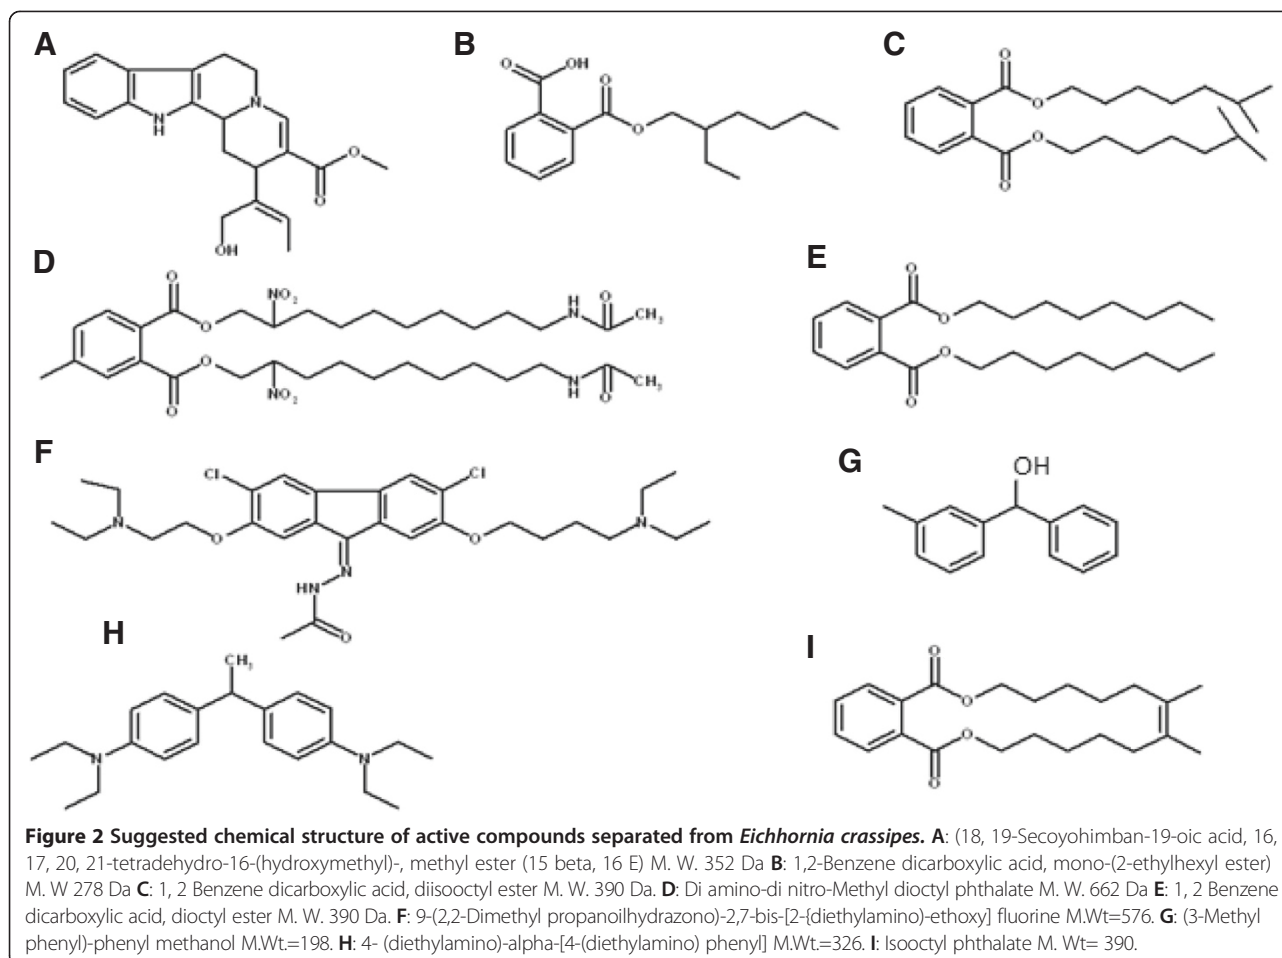 A
B
C
N
N
H
O
O
OH
O
O
O
OH
O
O
O
O
D
E
O
O
NO2
H
N
O
CH3
O
O
NO2
N
H
O
CH3
O
O
O
O
F
G
Cl
Cl
N
O
O
N
N
HN
O
OH
H
I
CH3
N
N
O
O
O
O
Figure 2 Suggested chemical structure of active compounds separated from Eichhornia crassipes. A: (18, 19-Secoyohimban-19-oic acid, 16,
17, 20, 21-tetradehydro-16-(hydroxymethyl)-, methyl ester (15 beta, 16 E) M. W. 352 Da B: 1,2-Benzene dicarboxylic acid, mono-(2-ethylhexyl ester)
M. W 278 Da C: 1, 2 Benzene dicarboxylic acid, diisooctyl ester M. W. 390 Da. D: Di amino-di nitro-Methyl dioctyl phthalate M. W. 662 Da E: 1, 2 Benzene
dicarboxylic acid, dioctyl ester M. W. 390 Da. F: 9-(2,2-Dimethyl propanoilhydrazono)-2,7-bis-[2-{diethylamino)-ethoxy] fluorine M.Wt=576. G: (3-Methyl
phenyl)-phenyl methanol M.Wt.=198. H: 4- (diethylamino)-alpha-[4-(diethylamino) phenyl] M.Wt.=326. I: Isooctyl phthalate M. Wt= 390.